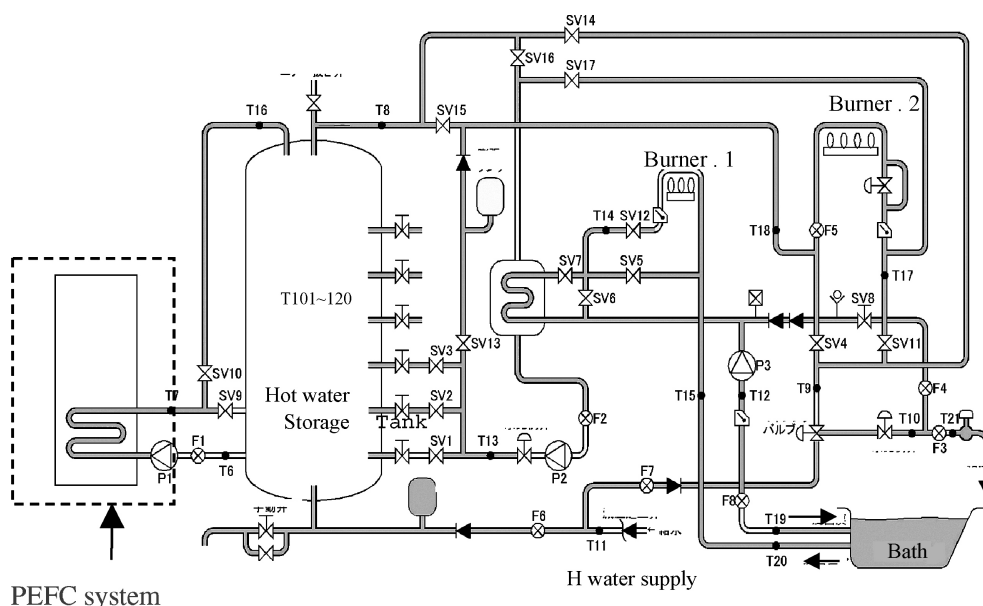 SV14
SV16
SV17
T16
T8
SV15
Burner . 2
Burner . 1
T14
SV12
T18
F5
SV7
SV5
T17
T101~120
SV6
SV8
SV3
SV13
SV4
SV11
P3
SV10
T7
SV9
Hot water
Storage
Tank
SV2
T15
T12
T9
F4
F2
バルブ
T10
T21
F3
F1
T6
P1
SV1
T13
P2
F7
F8
手動弁
F6
T11
T19
T20
Bath
H water supply
PEFC system